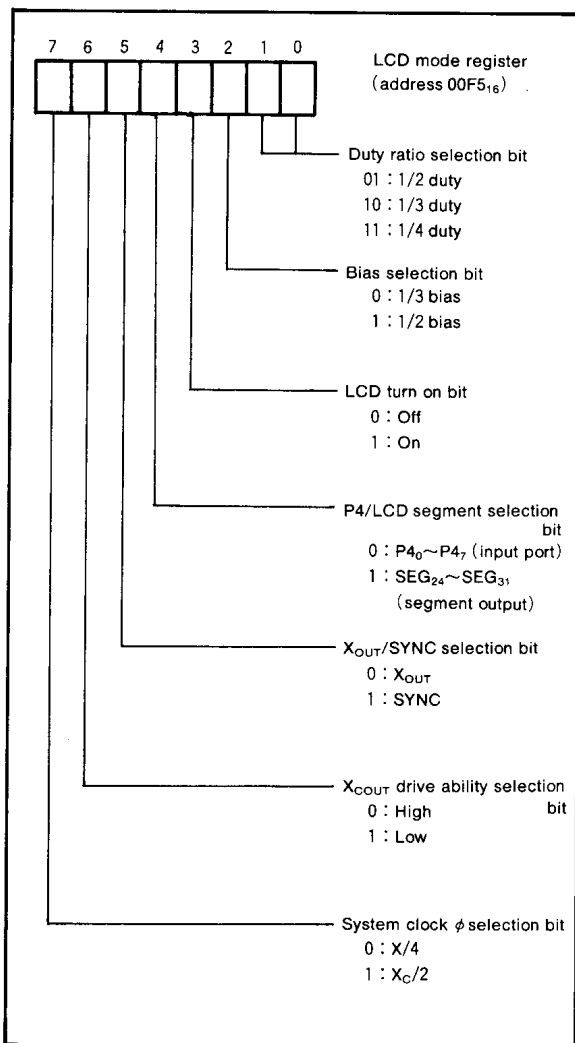 7 6 5 4 3 2 1 0
LCD mode register
(address 00F5₁₆)
Duty ratio selection bit
01 : 1/2 duty
10 : 1/3 duty
11 : 1/4 duty
Bias selection bit
0 : 1/3 bias
1 : 1/2 bias
LCD turn on bit
0 : Off
1 : On
P4/LCD segment selection
bit
0 : P4₀~P4₇ (input port)
1 : SEG₂₄~SEG₃₁
(segment output)
X_OUT/SYNC selection bit
0 : X_OUT
1 : SYNC
X_COUT drive ability selection
bit
0 : High
1 : Low
System clock ϕ selection bit
0 : X/4
1 : X_C/2